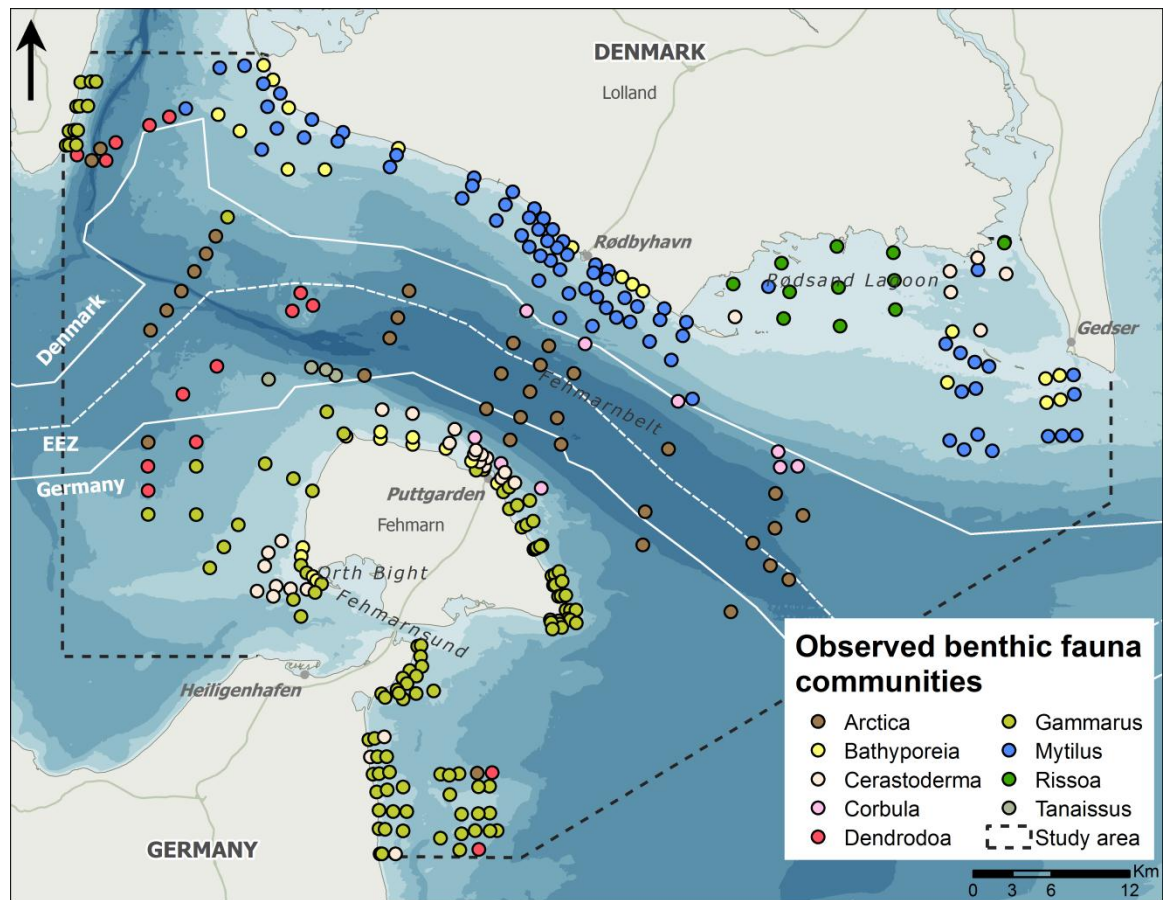 DENMARK
Lolland
Rødbyhavn
Rødsand Lagoon
Gedser
Denmark
Fehmarnbelt
EEZ
Germany
Puttgarden
Fehmarn
Orth Bight
Fehmarnsund
Heiligenhafen
GERMANY
Observed benthic fauna
communities
Arctica
Bathyporeia
Cerastoderma
Corbula
Dendrodoa
Gammarus
Mytilus
Rissoa
Tanaissus
Study area
Km
0 3 6 12